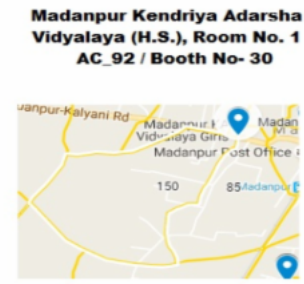 Madanpur Kendriya Adarsha
Vidyalaya (H.S.), Room No. 1
AC_92 / Booth No- 30
uanpur-Kalyani Rd
Madanpur
Madan
Vidyalaya Girls
Madanpur Post Office
150
85
Madanpur